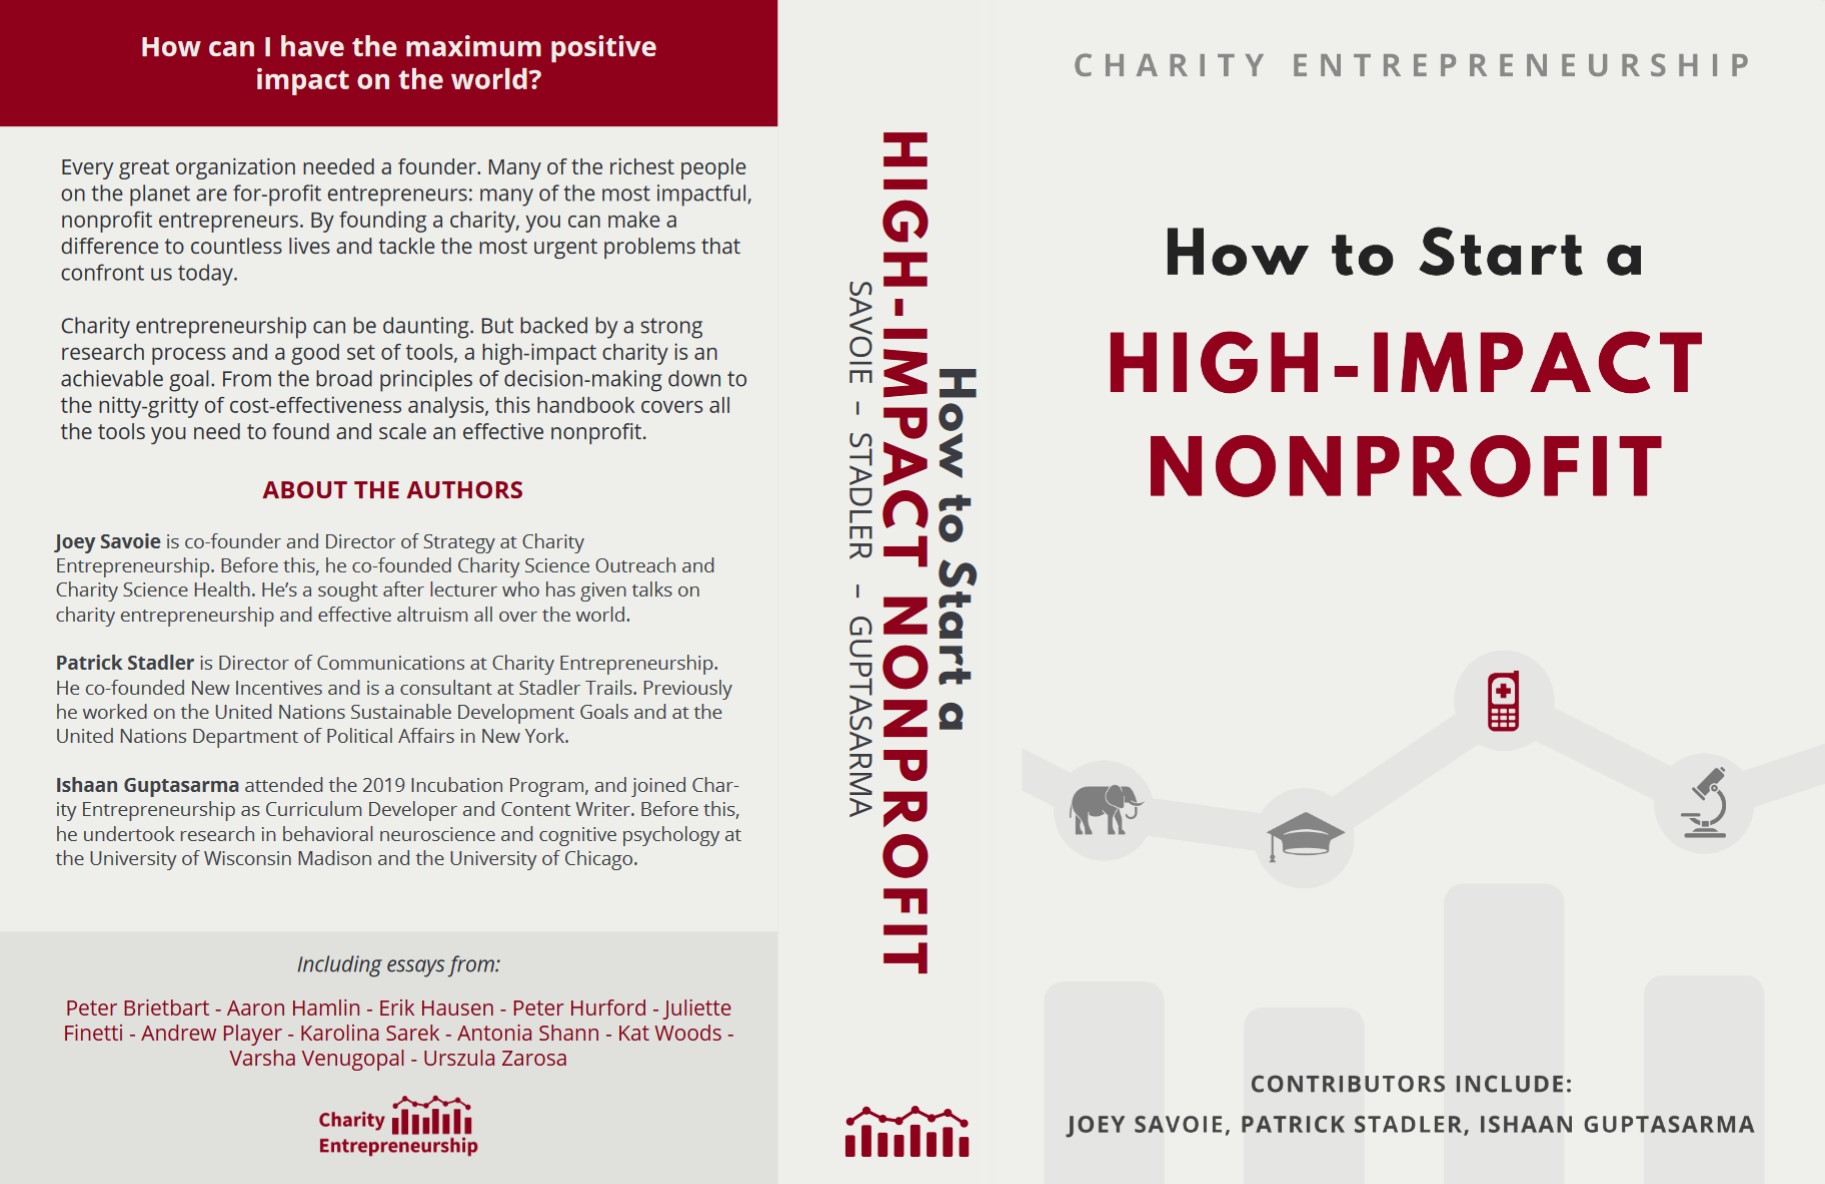 How can I have the maximum positive
impact on the world?
Every great organization needed a founder. Many of the richest people
on the planet are for-profit entrepreneurs: many of the most impactful,
nonprofit entrepreneurs. By founding a charity, you can make a
difference to countless lives and tackle the most urgent problems that
confront us today.
Charity entrepreneurship can be daunting. But backed by a strong
research process and a good set of tools, a high-impact charity is an
achievable goal. From the broad principles of decision-making down to
the nitty-gritty of cost-effectiveness analysis, this handbook covers all
the tools you need to found and scale an effective nonprofit.
ABOUT THE AUTHORS
Joey Savoie is co-founder and Director of Strategy at Charity
Entrepreneurship. Before this, he co-founded Charity Science Outreach and
Charity Science Health. He’s a sought after lecturer who has given talks on
charity entrepreneurship and effective altruism all over the world.
Patrick Stadler is Director of Communications at Charity Entrepreneurship.
He co-founded New Incentives and is a consultant at Stadler Trails. Previously
he worked on the United Nations Sustainable Development Goals and at the
United Nations Department of Political Affairs in New York.
Ishaan Guptasarma attended the 2019 Incubation Program, and joined Char-
ity Entrepreneurship as Curriculum Developer and Content Writer. Before this,
he undertook research in behavioral neuroscience and cognitive psychology at
the University of Wisconsin Madison and the University of Chicago.
Including essays from:
Peter Brietbart - Aaron Hamlin - Erik Hausen - Peter Hurford - Juliette
Finetti - Andrew Player - Karolina Sarek - Antonia Shann - Kat Woods -
Varsha Venugopal - Urszula Zarosa
Charity
Entrepreneurship
How to Start a
HIGH-IMPACT NONPROFIT
SAVOIE – STADLER – GUPTASARMA
CHARITY ENTREPRENEURSHIP
How to Start a
HIGH-IMPACT
NONPROFIT
CONTRIBUTORS INCLUDE:
JOEY SAVOIE, PATRICK STADLER, ISHAAN GUPTASARMA